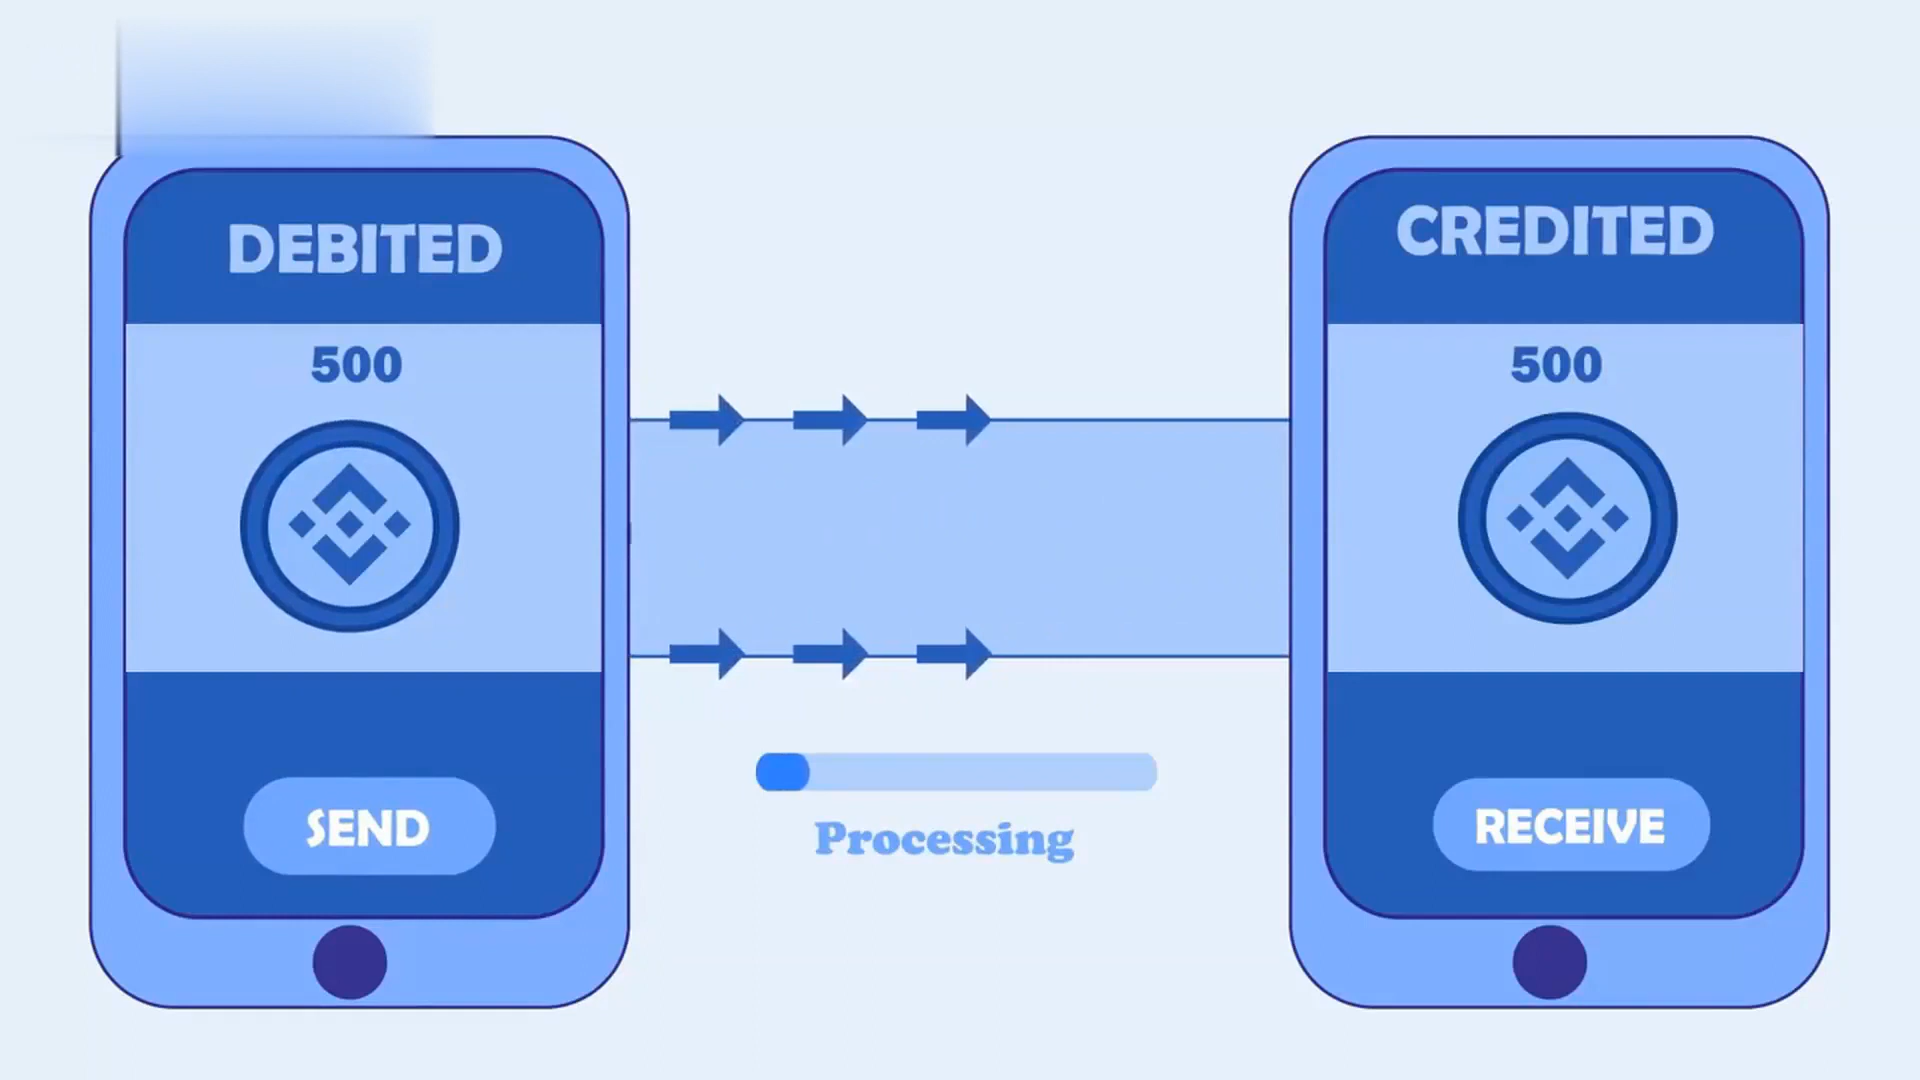 DEBITED
500
SEND
Processing
CREDITED
500
RECEIVE